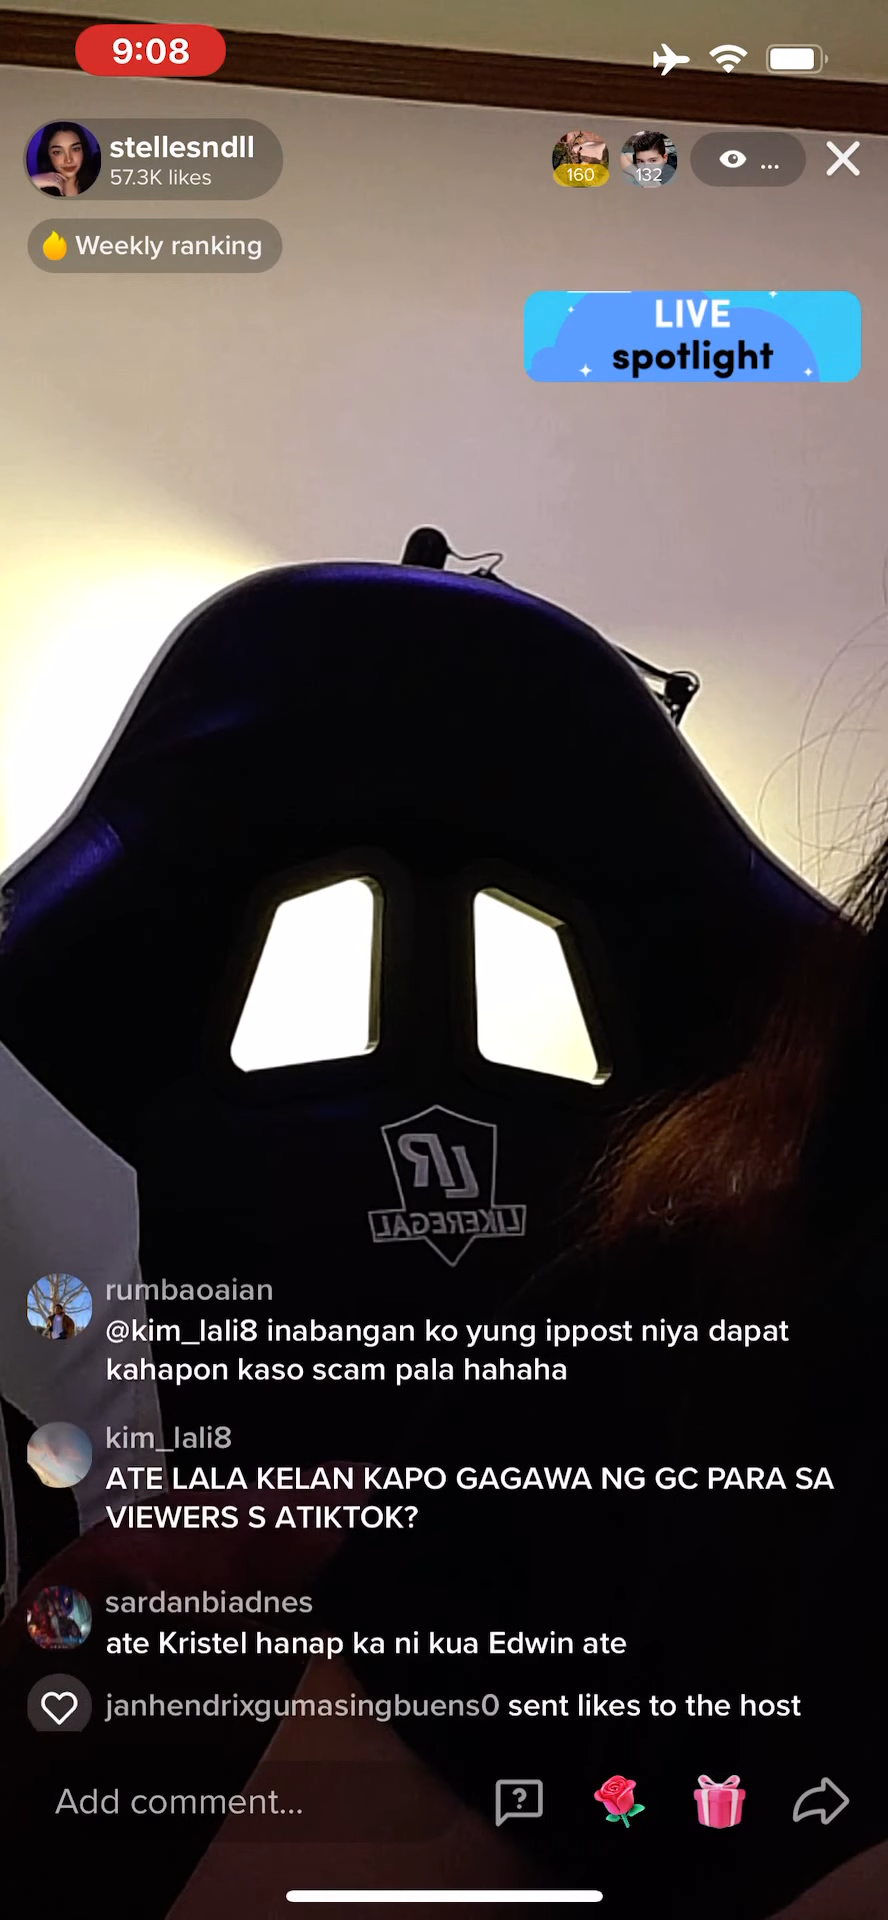 9:08
stellesndll
57.3K likes
160
132
...
Weekly ranking
LIVE
spotlight
LR
LIKEREGAL
rumbaoaian
@kim_lali8 inabangan ko yung ippost niya dapat
kahapon kaso scam pala hahaha
kim_lali8
ATE LALA KELAN KAPO GAGAWA NG GC PARA SA
VIEWERS S ATIKTOK?
sardanbiadnes
ate Kristel hanap ka ni kua Edwin ate
janhendrixgumasingbuens0 sent likes to the host
Add comment...